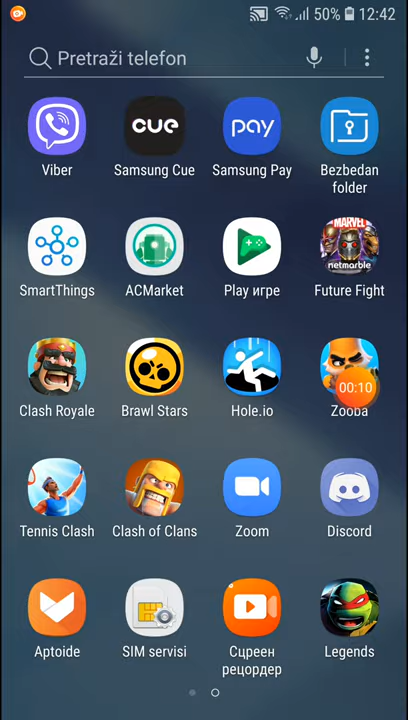 50% 12:42
Pretraži telefon
cue
pay
Viber
Samsung Cue
Samsung Pay
Bezbedan
folder
MARVEL
netmarble
SmartThings
ACMarket
Play игре
Future Fight
00:10
Clash Royale
Brawl Stars
Hole.io
Zooba
Tennis Clash
Clash of Clans
Zoom
Discord
Aptoide
SIM servisi
Сцреен
рецордер
Legends